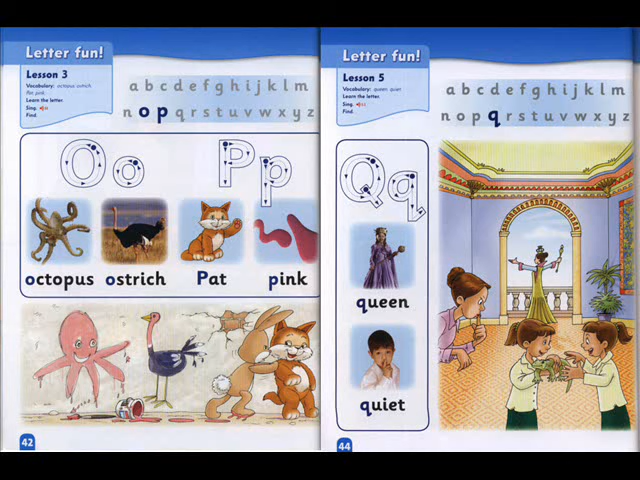 Letter fun!
Lesson 3
Vocabulary: octopus ostrich
Pat pink
Learn the letter.
Sing.
Find.
a b c d e f g h i j k l m
n o p q r s t u v w x y z
O o P p
octopus ostrich Pat pink
42
Letter fun!
Lesson 5
Vocabulary: queen quiet
Learn the letter.
Sing.
Find.
a b c d e f g h i j k l m
n o p q r s t u v w x y z
Q q
queen
quiet
44